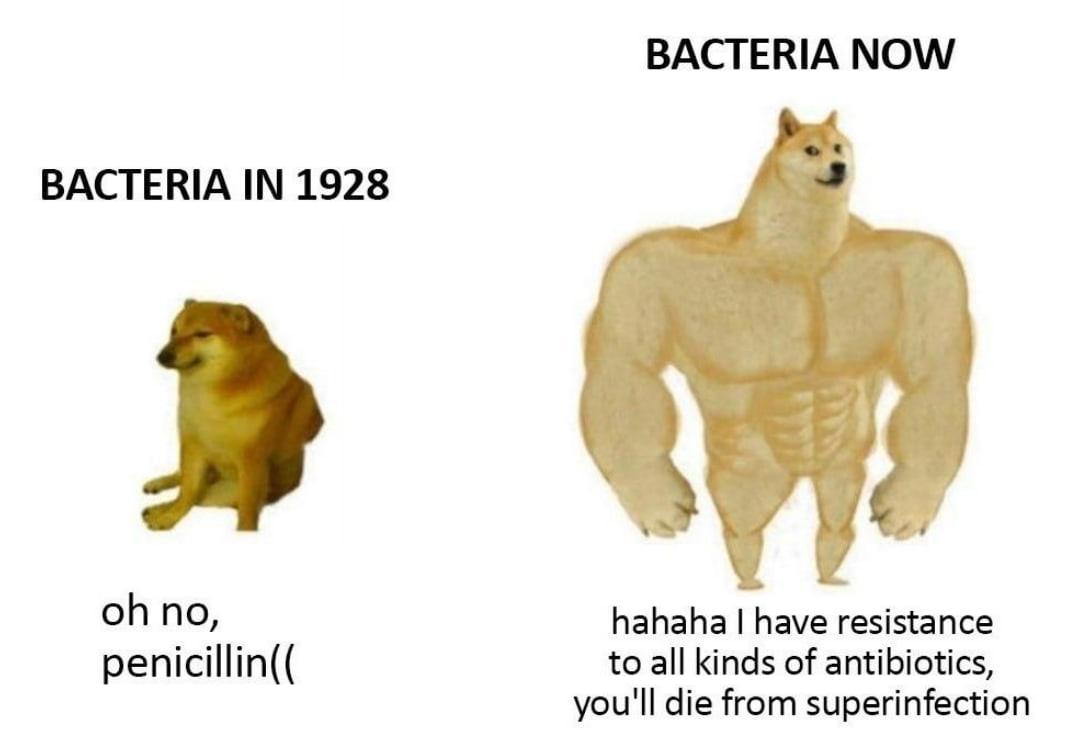 BACTERIA IN 1928
oh no,
penicillin((
BACTERIA NOW
hahaha I have resistance
to all kinds of antibiotics,
you'll die from superinfection